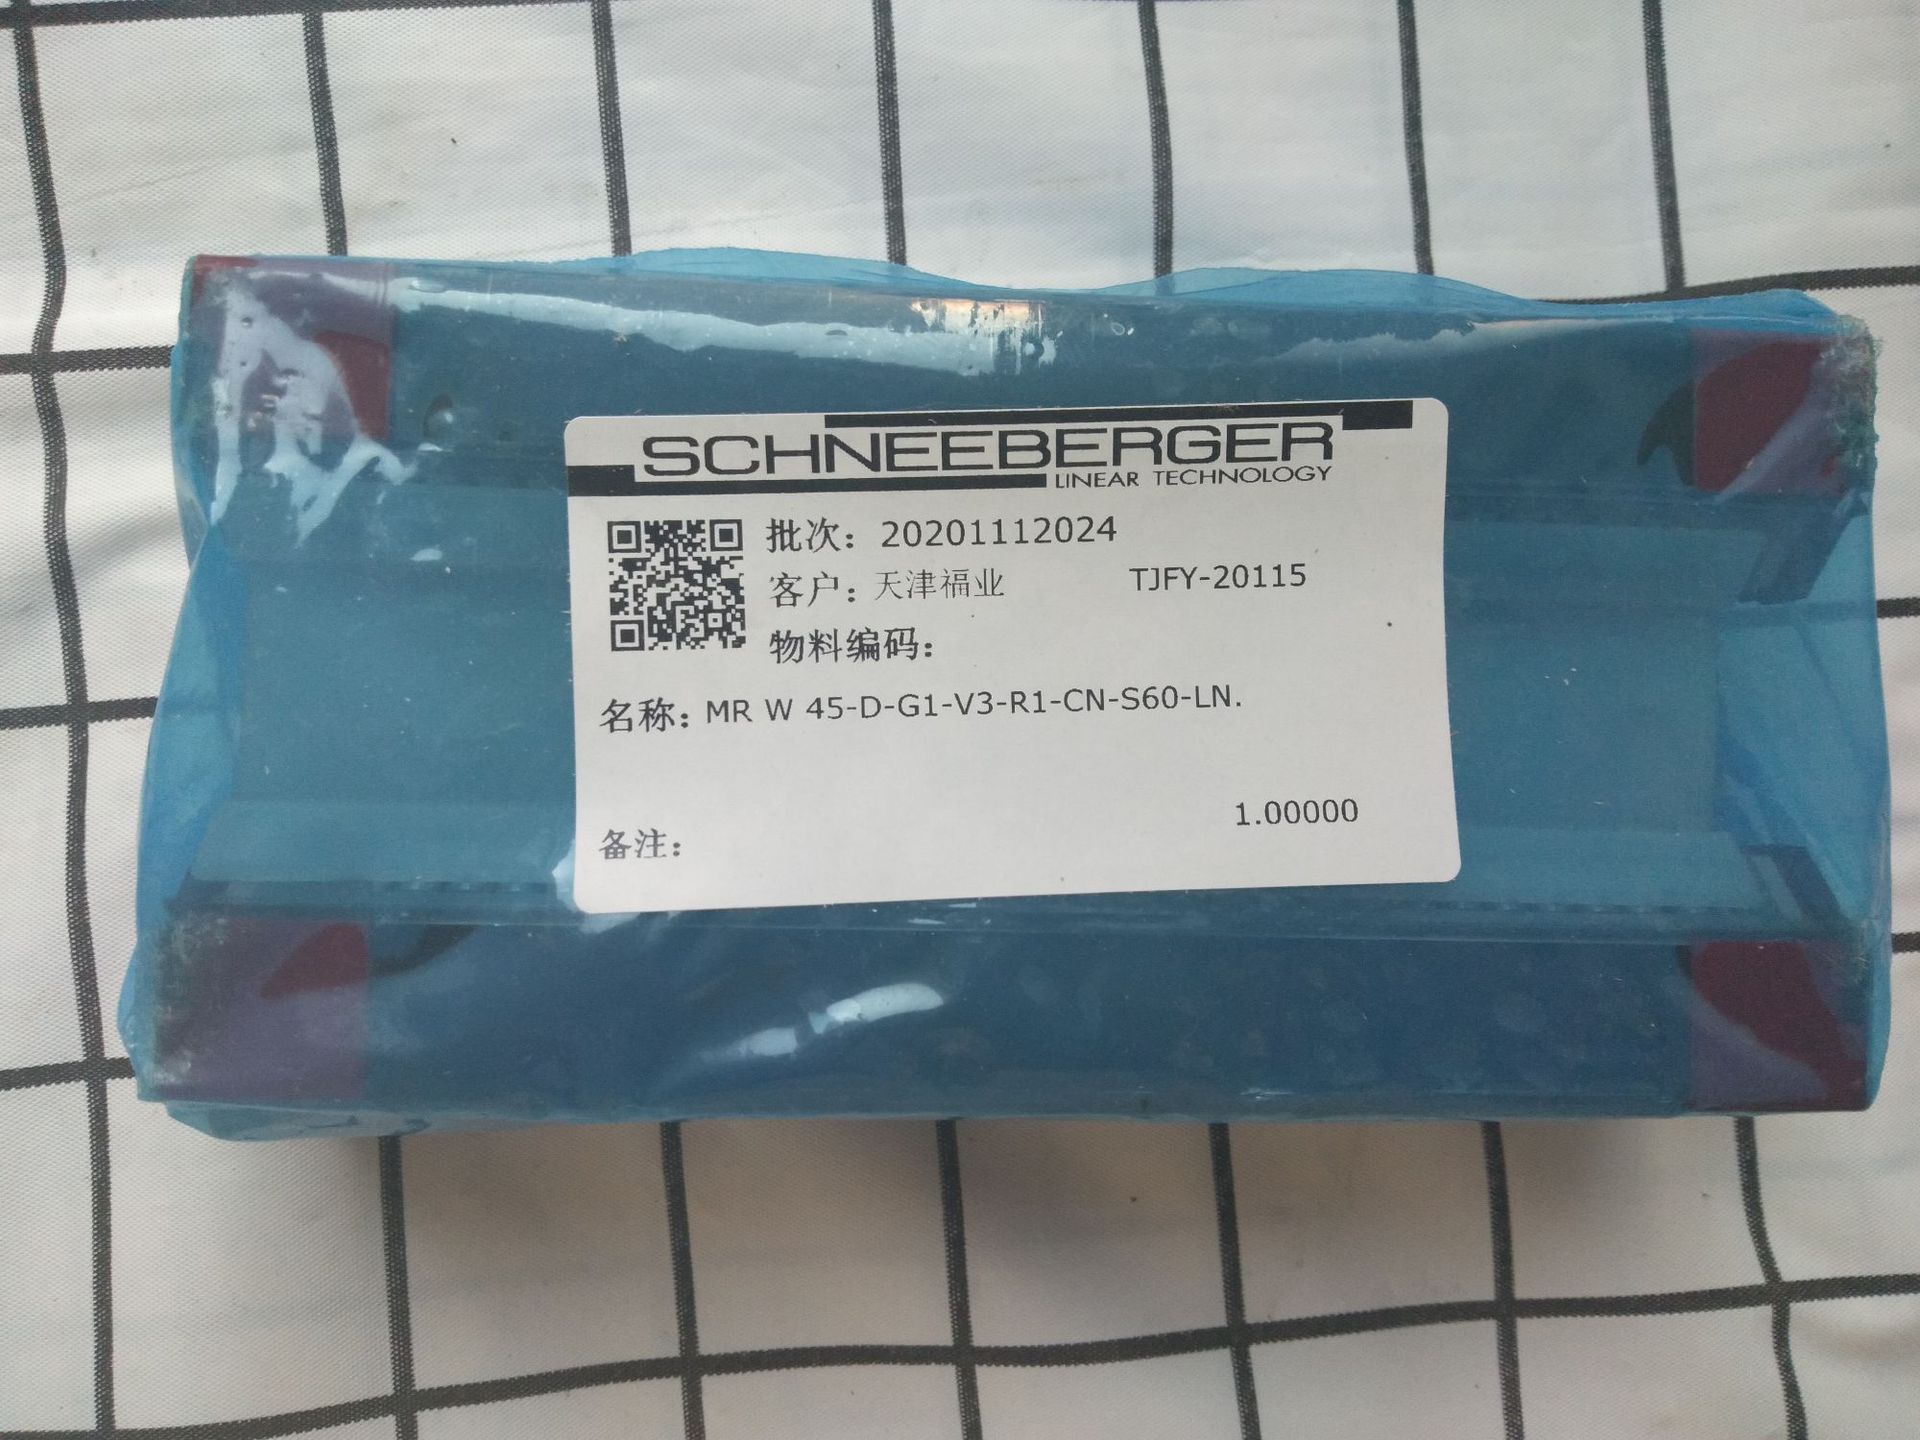 SCHNEEBERGER
LINEAR TECHNOLOGY
批次: 20201112024
客户: 天津福业 TJFY-20115
物料编码:
名称: MR W 45-D-G1-V3-R1-CN-S60-LN.
1.00000
备注: